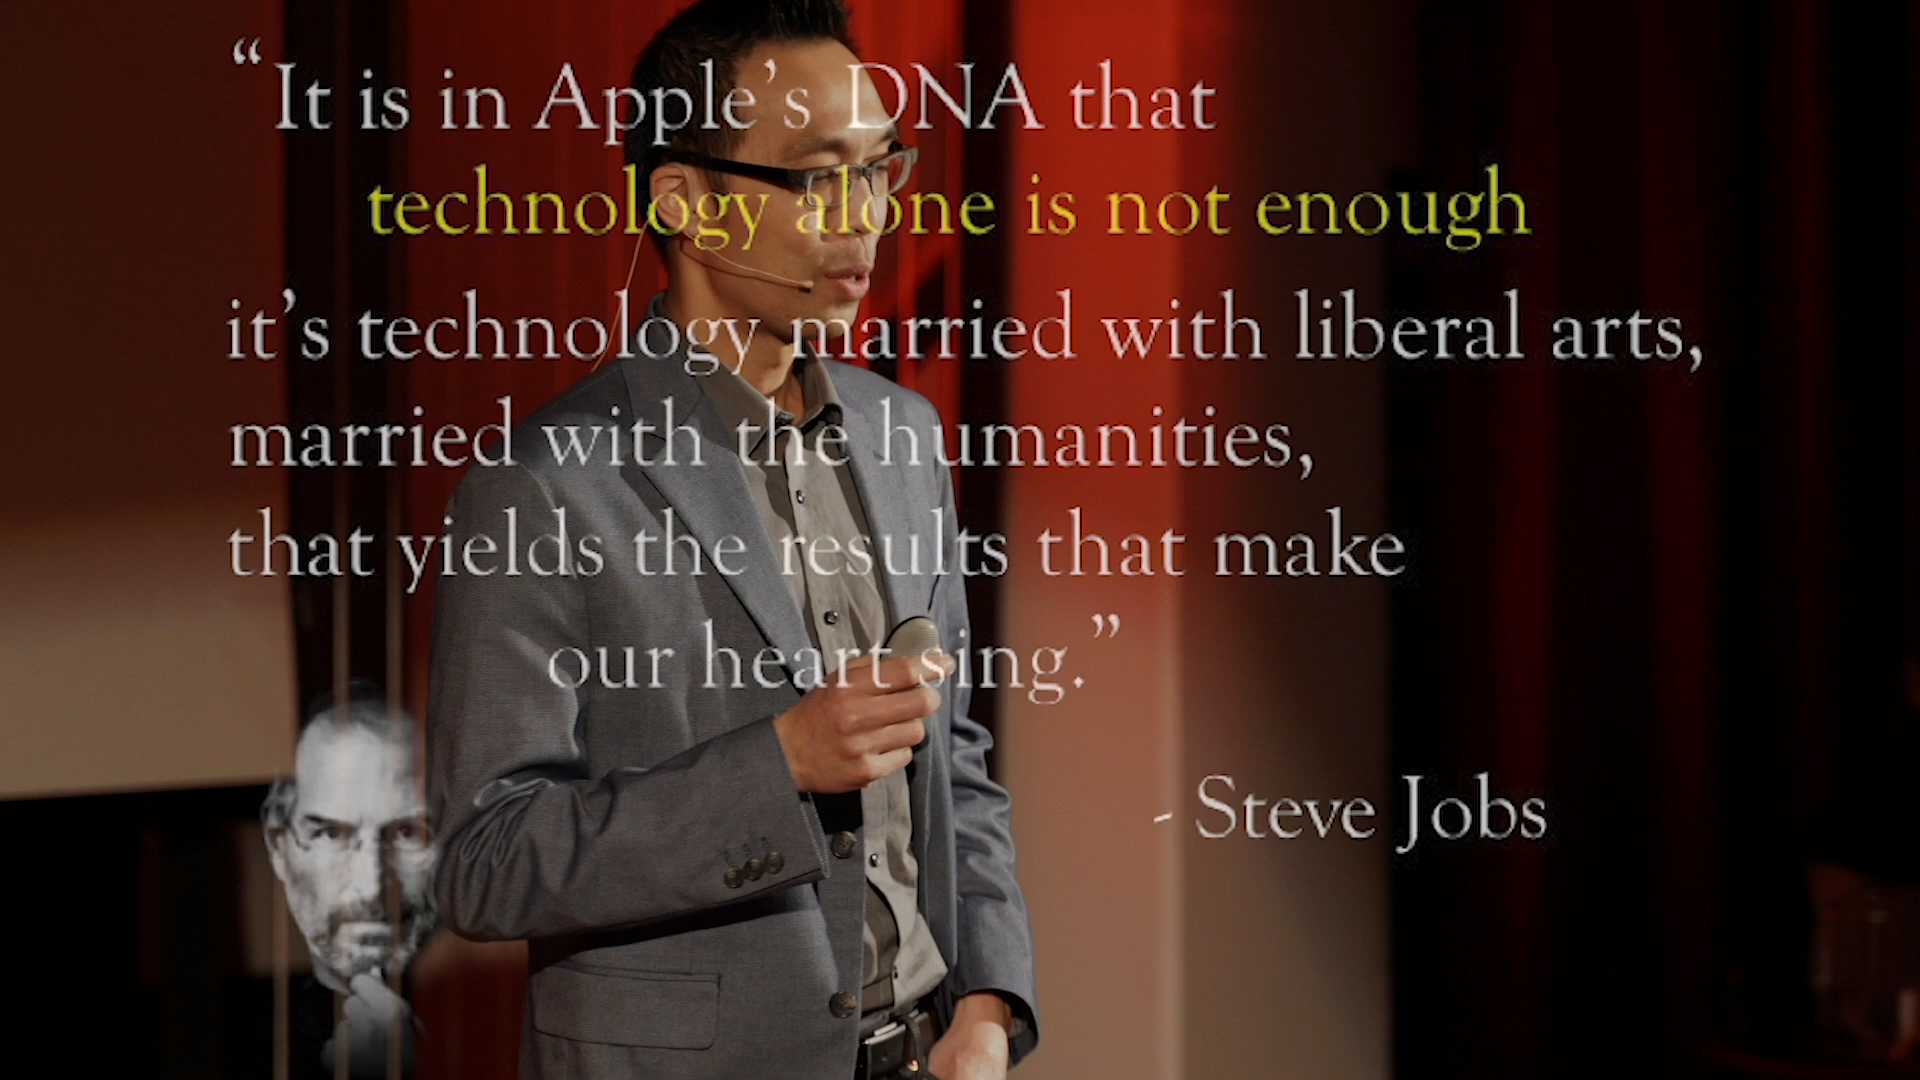 “It is in Apple’s DNA that
technology alone is not enough
it’s technology married with liberal arts,
married with the humanities,
that yields the results that make
our heart sing.”
- Steve Jobs